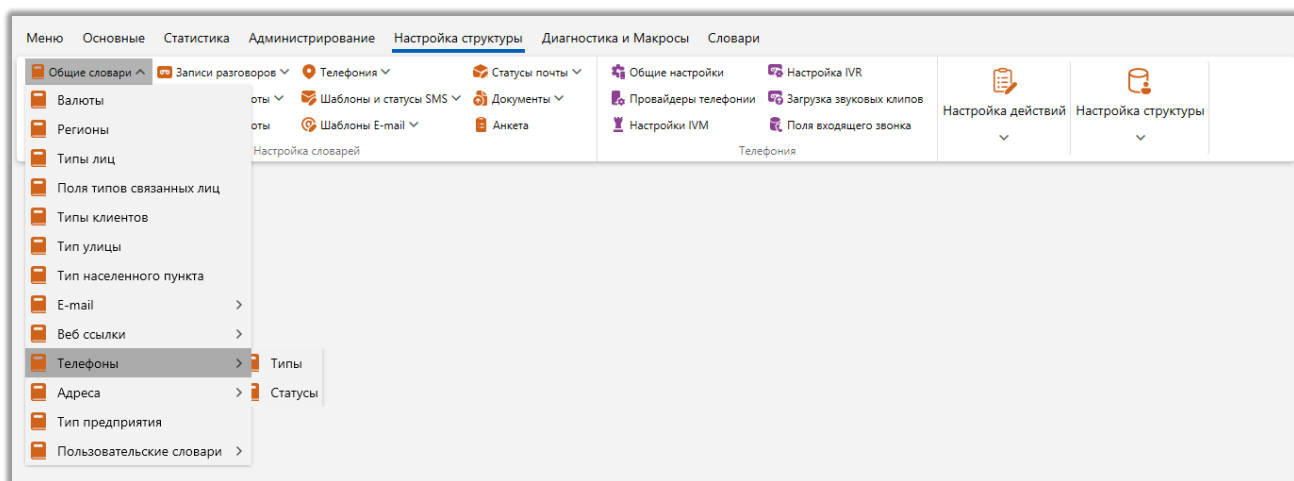 Меню Основные Статистика Администрирование Настройка структуры Диагностика и Макросы Словари
Общие словари Записи разговоров Телефония Статусы почты Общие настройки Настройка IVR
Валюты оты Шаблоны и статусы SMS Документы Провайдеры телефонии Загрузка звуковых клипов Настройка действий Настройка структуры
Регионы оты Шаблоны E-mail Анкета Настройки IVM Поля входящего звонка
Настройка словарей Телефония
Типы лиц
Поля типов связанных лиц
Типы клиентов
Тип улицы
Тип населенного пункта
E-mail
Веб ссылки
Телефоны Типы
Адреса Статусы
Тип предприятия
Пользовательские словари